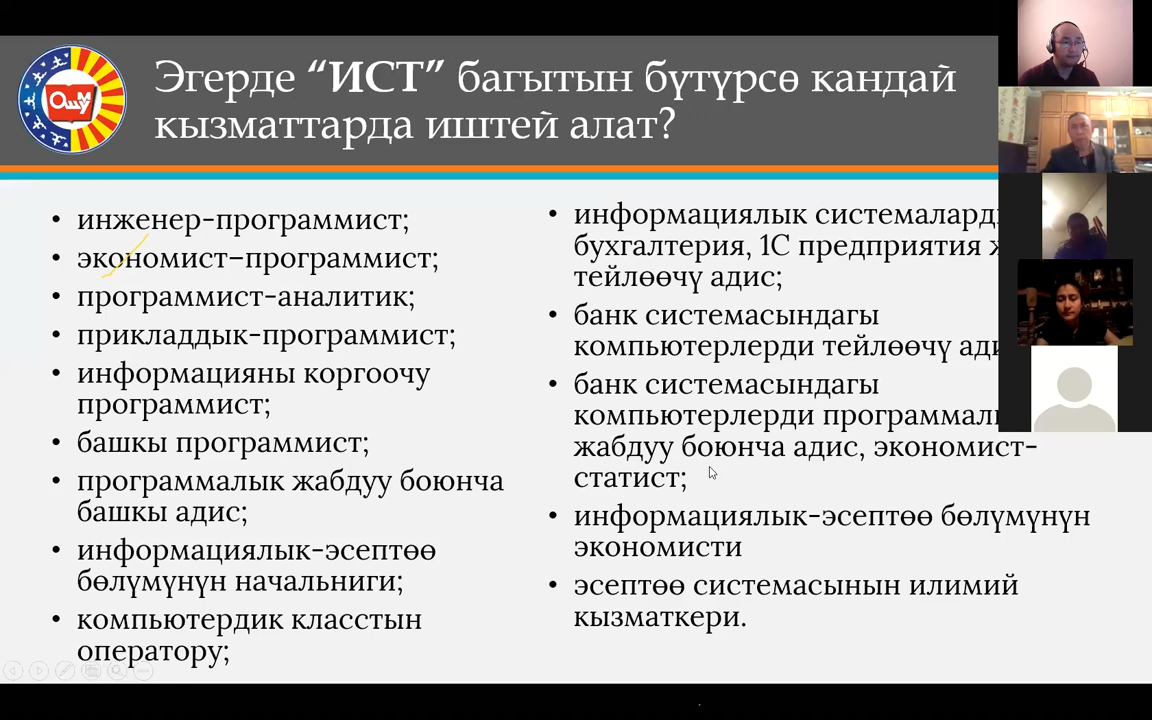 Эгерде “ИСТ” багытын бүтүрсө кандай
кызматтарда иштей алат?
ОшМУ
• инженер-программист;
• экономист–программист;
• программист-аналитик;
• прикладдык-программист;
• информацияны коргоочу
программист;
• башкы программист;
• программалык жабдуу боюнча
башкы адис;
• информациялык-эсептөө
бөлүмүнүн начальниги;
• компьютердик класстын
оператору;
• информациялык
бухгалтерия, 1С предприятия
тейлөөчү адис;
• банк системасындагы
компьютерлерди тейлөөчү
• банк системасындагы
компьютерлерди
жабдуу боюнча адис, экономист-
статист;
• информациялык-эсептөө бөлүмүнүн
экономисти
• эсептөө системасынын илимий
кызматкери.